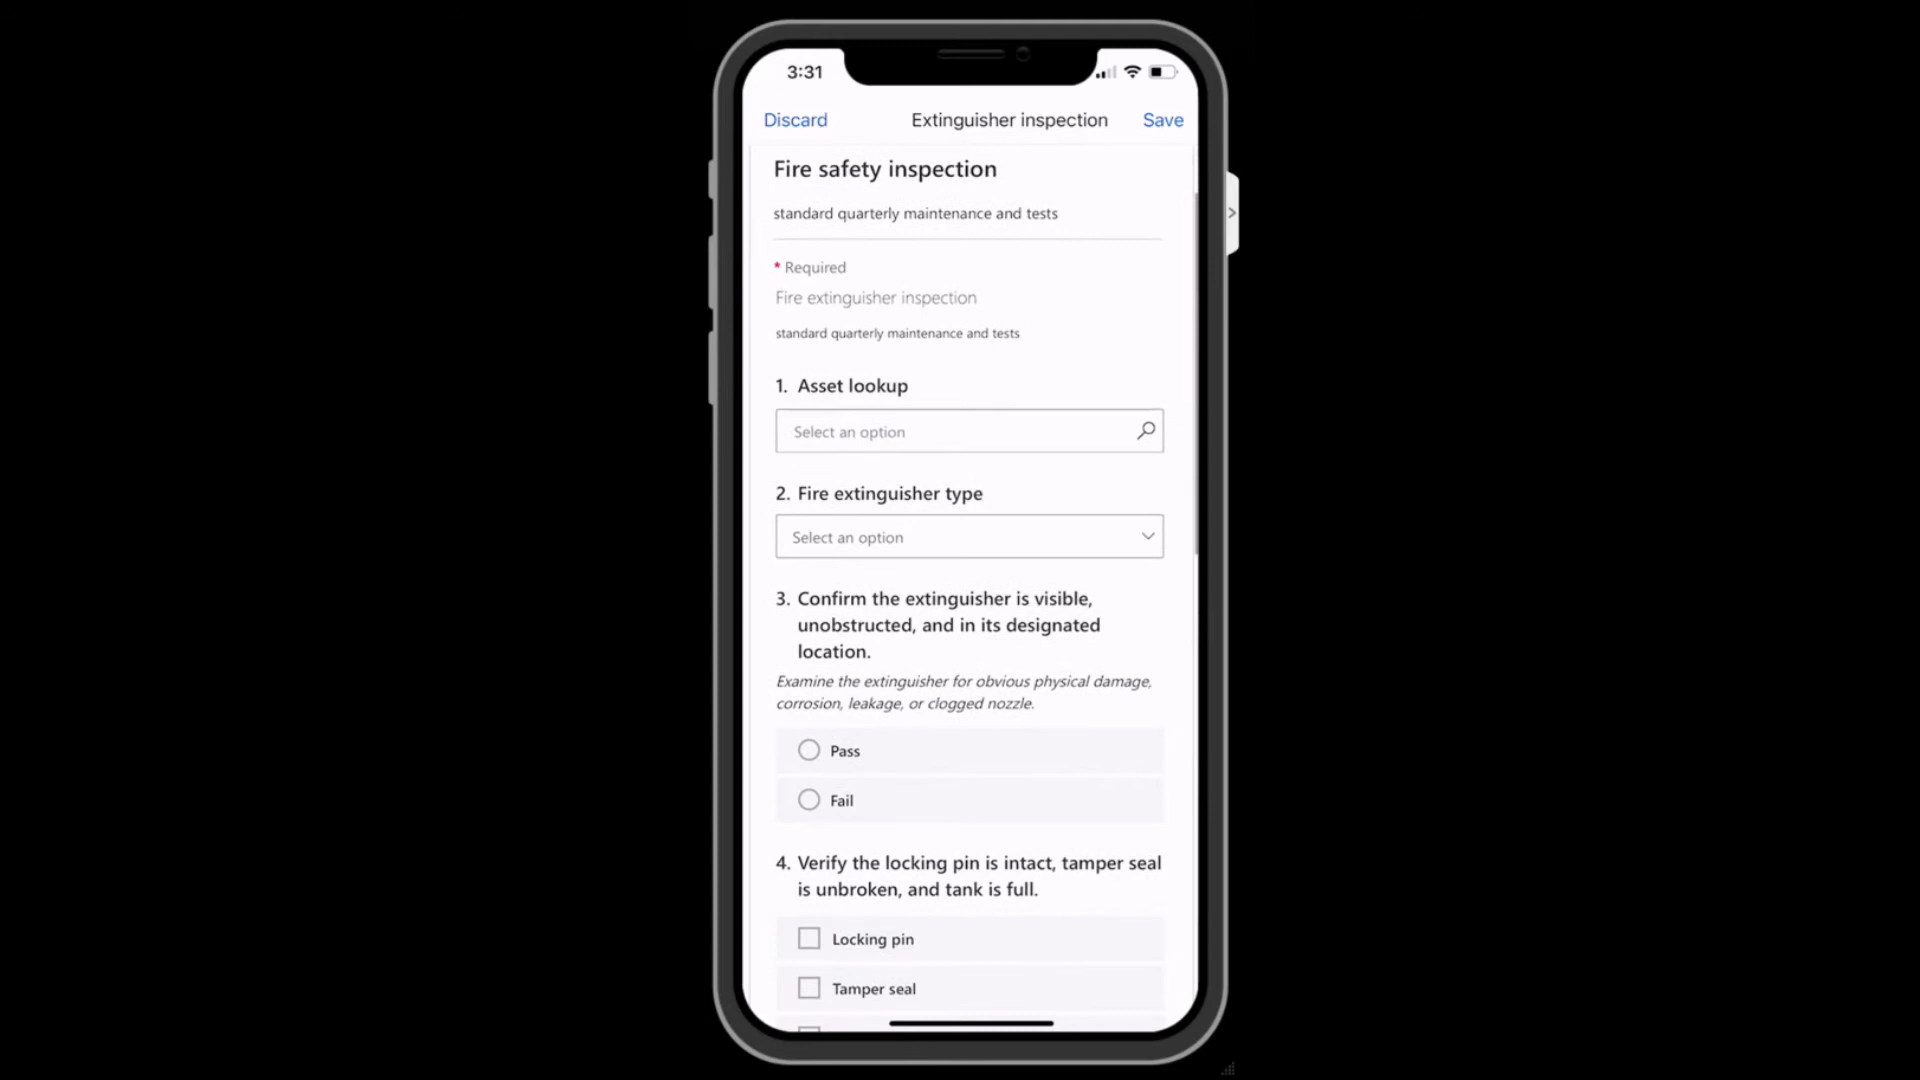 3:31
Discard
Extinguisher inspection
Save
Fire safety inspection
standard quarterly maintenance and tests
* Required
Fire extinguisher inspection
standard quarterly maintenance and tests
1. Asset lookup
Select an option
2. Fire extinguisher type
Select an option
3. Confirm the extinguisher is visible,
unobstructed, and in its designated
location.
Examine the extinguisher for obvious physical damage,
corrosion, leakage, or clogged nozzle.
Pass
Fail
4. Verify the locking pin is intact, tamper seal
is unbroken, and tank is full.
Locking pin
Tamper seal